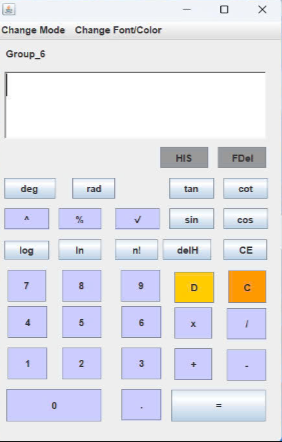 Change Mode Change Font/Color
Group_6
HIS FDel
deg rad tan cot
^ % √ sin cos
log ln n! delH CE
7 8 9 D C
4 5 6 x /
1 2 3 + -
0 . =